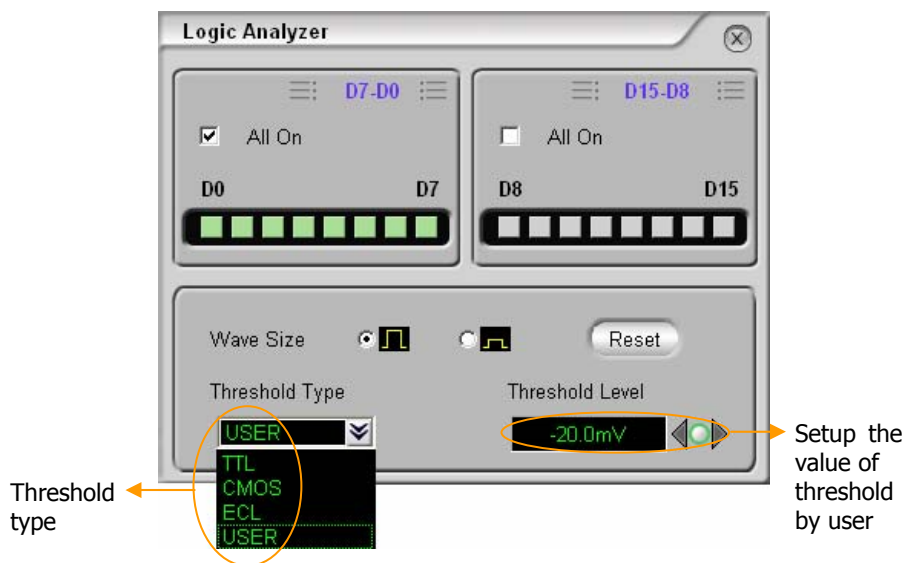 Logic Analyzer
D7-D0
D15-D8
All On
All On
D0 D7
D8 D15
Wave Size
Reset
Threshold Type
Threshold Level
USER
-20.0mV
TTL
CMOS
ECL
USER
Threshold
type
Setup the
value of
threshold
by user